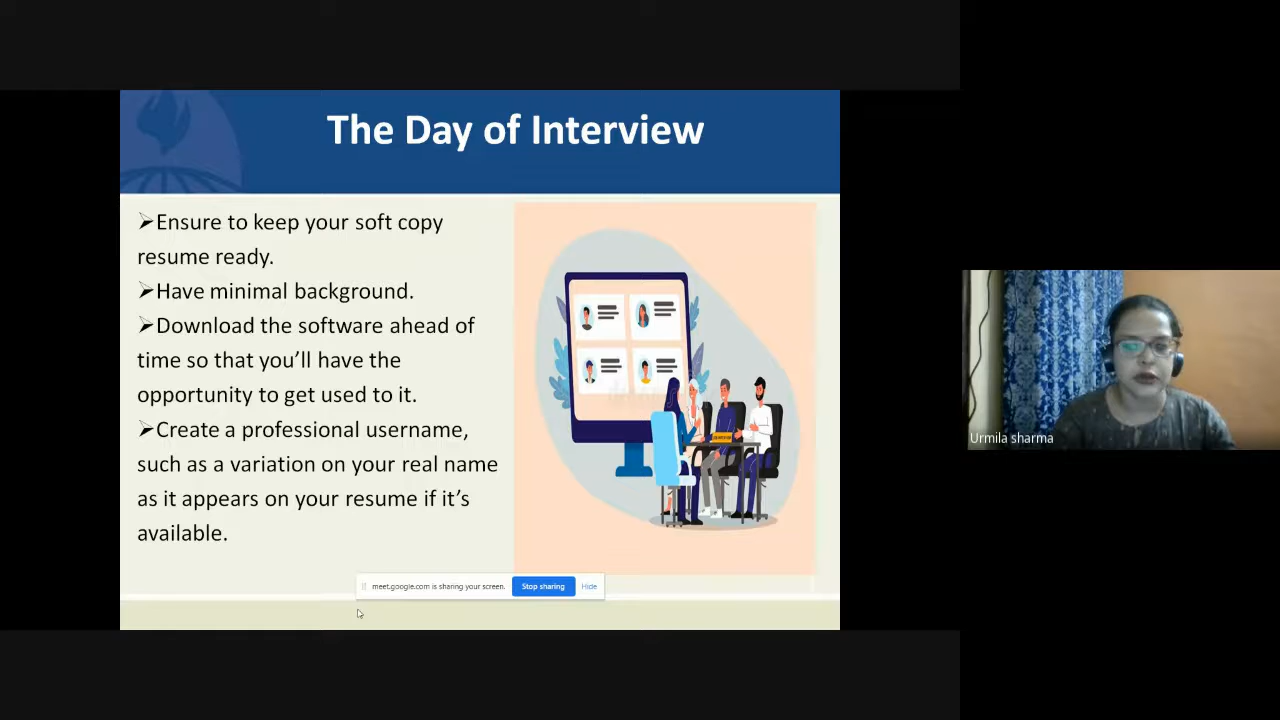 The Day of Interview
➢Ensure to keep your soft copy
resume ready.
➢Have minimal background.
➢Download the software ahead of
time so that you’ll have the
opportunity to get used to it.
➢Create a professional username,
such as a variation on your real name
as it appears on your resume if it’s
available.
meet.google.com is sharing your screen.
Stop sharing
Hide
Urmila sharma